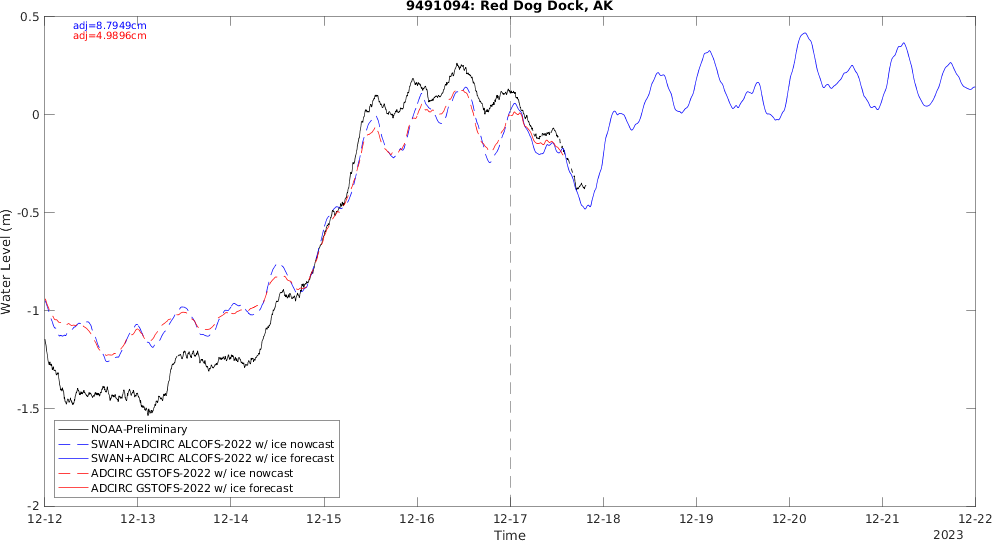 9491094: Red Dog Dock, AK
adj=8.7949cm
adj=4.9896cm
0.5
0
-0.5
-1
-1.5
-2
Water Level (m)
NOAA-Preliminary
SWAN+ADCIRC ALCOFS-2022 w/ ice nowcast
SWAN+ADCIRC ALCOFS-2022 w/ ice forecast
ADCIRC GSTOFS-2022 w/ ice nowcast
ADCIRC GSTOFS-2022 w/ ice forecast
12-12 12-13 12-14 12-15 12-16 12-17 12-18 12-19 12-20 12-21 12-22
Time
2023